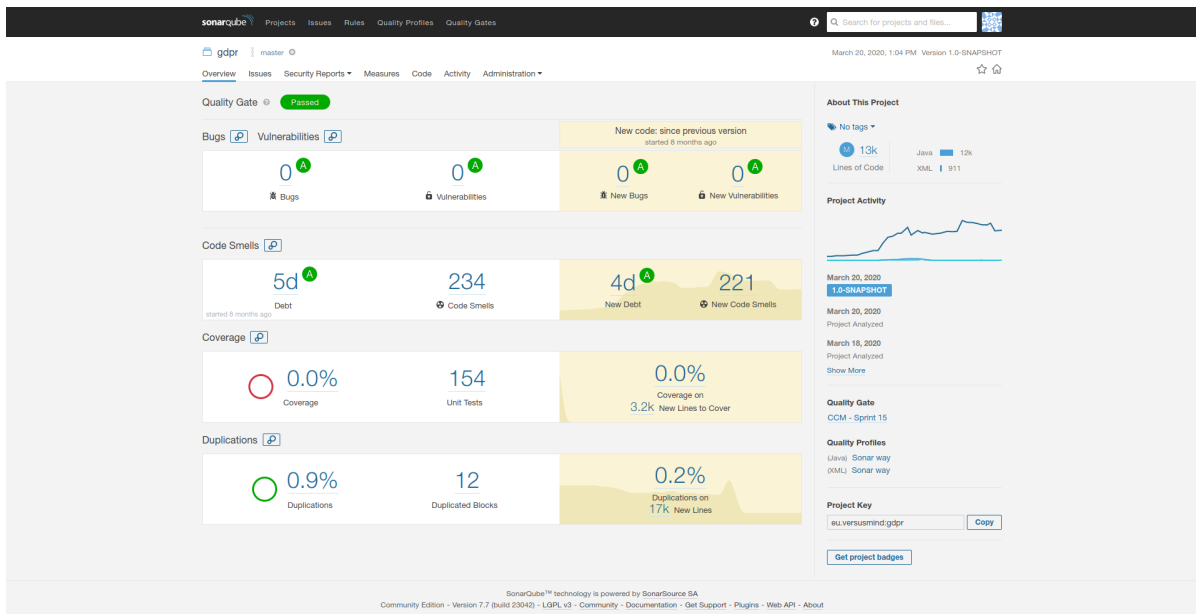 sonarqube Projects Issues Rules Quality Profiles Quality Gates
Search for projects and files...
gdpr master
March 20, 2020, 1:04 PM Version 1.0-SNAPSHOT
Overview Issues Security Reports Measures Code Activity Administration
Quality Gate Passed
Bugs Vulnerabilities
New code: since previous version
started 8 months ago
0 A
Bugs
0 A
Vulnerabilities
0 A
New Bugs
0 A
New Vulnerabilities
Code Smells
5d A
Debt
started 8 months ago
234
Code Smells
4d A
New Debt
221
New Code Smells
Coverage
0.0%
Coverage
154
Unit Tests
0.0%
Coverage on
3.2k New Lines to Cover
Duplications
0.9%
Duplications
12
Duplicated Blocks
0.2%
Duplications on
17k New Lines
About This Project
No tags
M 13k
Lines of Code
Java 12k
XML 911
Project Activity
March 20, 2020
1.0-SNAPSHOT
March 20, 2020
Project Analyzed
March 18, 2020
Project Analyzed
Show More
Quality Gate
CCM - Sprint 15
Quality Profiles
(Java) Sonar way
(XML) Sonar way
Project Key
eu.versusmind:gdpr Copy
Get project badges
SonarQube™ technology is powered by SonarSource SA
Community Edition - Version 7.7 (build 23042) - LGPL v3 - Community - Documentation - Get Support - Plugins - Web API - About